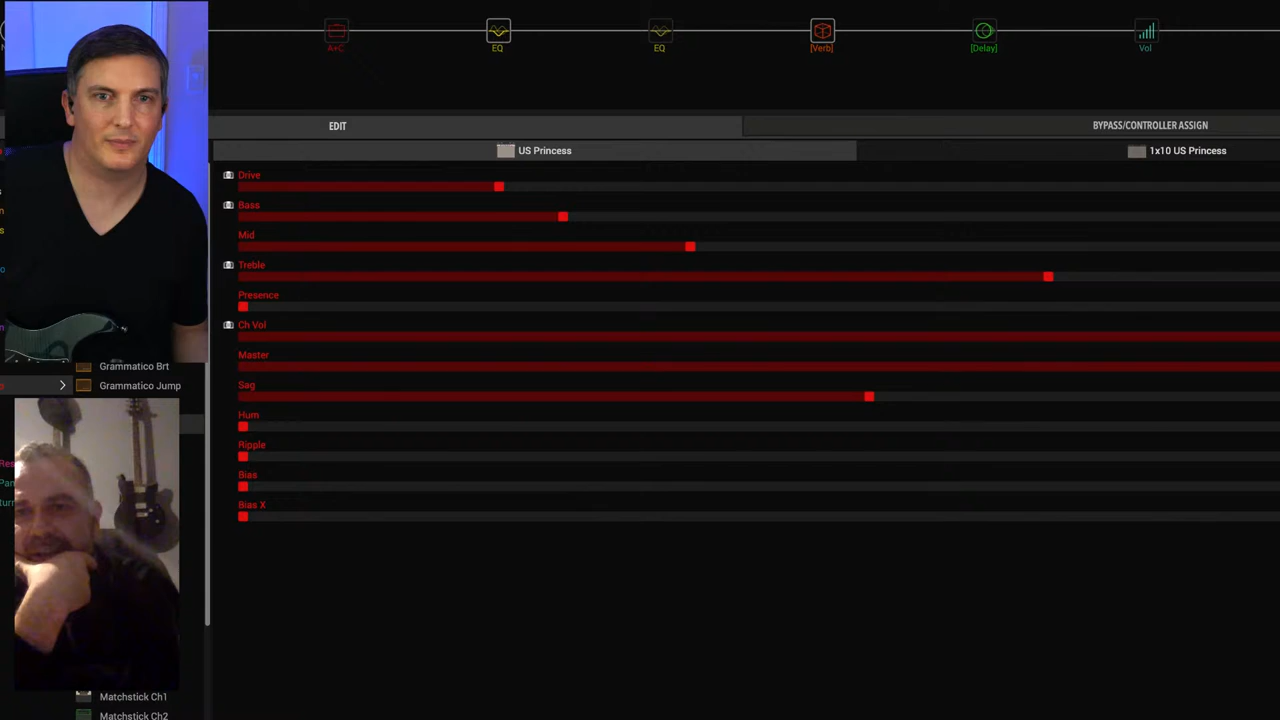 A+C
EQ
EQ
[Verb]
[Delay]
Vol
EDIT
BYPASS/CONTROLLER ASSIGN
US Princess
1x10 US Princess
Drive
Bass
Mid
Treble
Presence
Ch Vol
Master
Sag
Hum
Ripple
Bias
Bias X
Grammatico Brt
Grammatico Jump
Matchstick Ch1
Matchstick Ch2